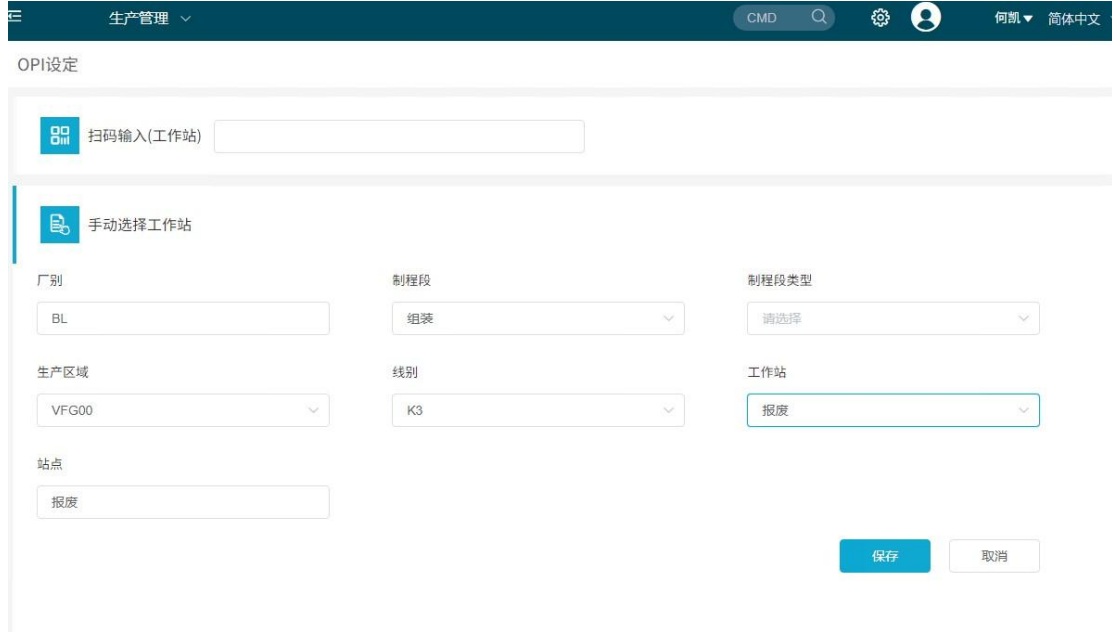 生产管理 CMD 何凯 简体中文
OPI设定
扫码输入(工作站)
手动选择工作站
厂别 制程段 制程段类型
BL 组装 请选择
生产区域 线别 工作站
VFG00 K3 报废
站点
报废
保存 取消